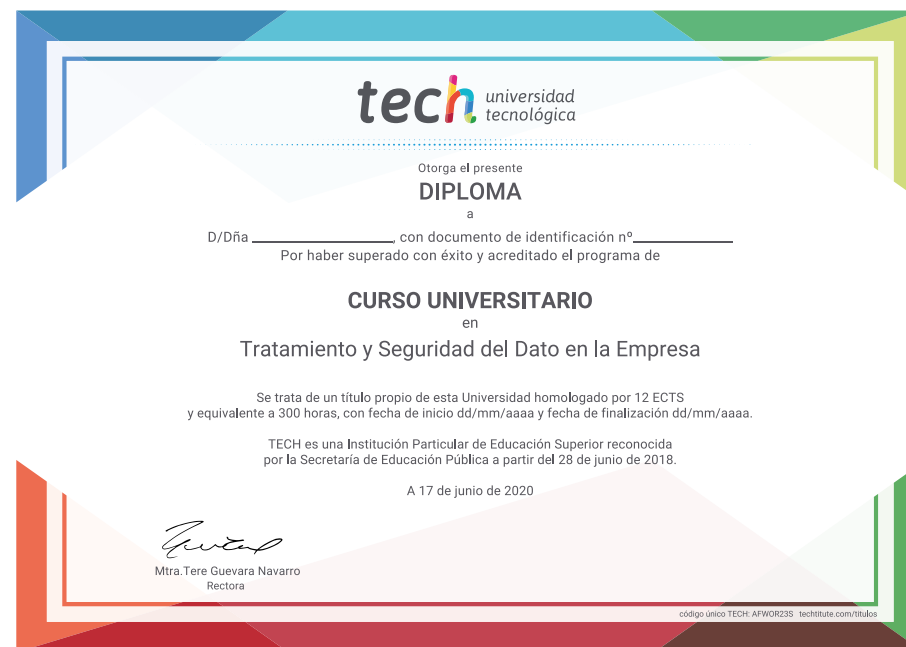 tech universidad
tecnológica
Otorga el presente
DIPLOMA
a
D/Dña ____________________, con documento de identificación nº______________
Por haber superado con éxito y acreditado el programa de
CURSO UNIVERSITARIO
en
Tratamiento y Seguridad del Dato en la Empresa
Se trata de un título propio de esta Universidad homologado por 12 ECTS
y equivalente a 300 horas, con fecha de inicio dd/mm/aaaa y fecha de finalización dd/mm/aaaa.
TECH es una Institución Particular de Educación Superior reconocida
por la Secretaría de Educación Pública a partir del 28 de junio de 2018.
A 17 de junio de 2020
Mtra.Tere Guevara Navarro
Rectora
código único TECH: AFWOR23S techtitute.com/titulos